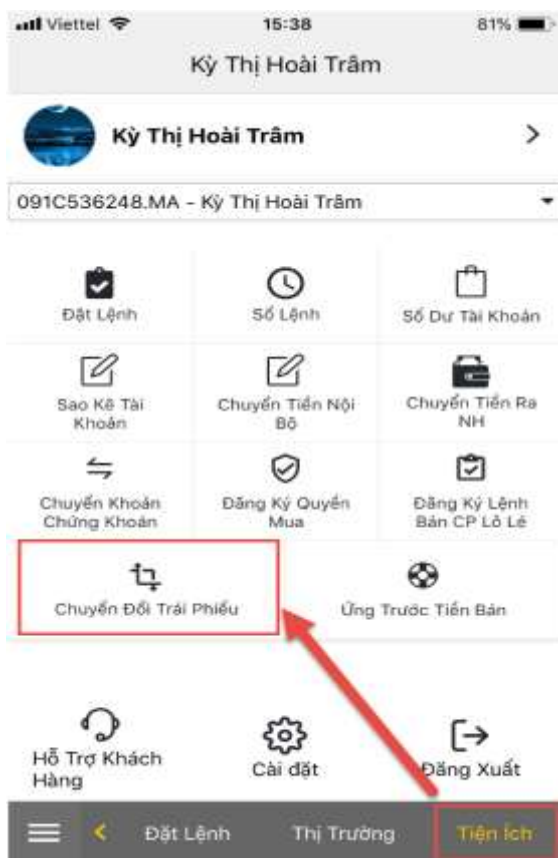 Viettel 15:38 81%
Kỳ Thị Hoài Trâm
Kỳ Thị Hoài Trâm
091C536248.MA - Kỳ Thị Hoài Trâm
Đặt Lệnh Sổ Lệnh Số Dư Tài Khoản
Sao Kê Tài Chuyển Tiền Nội Chuyển Tiền Ra
Khoản Bộ NH
Chuyển Khoản Đăng Ký Quyền Đăng Ký Lệnh
Chứng Khoán Mua Bán CP Lô Lẻ
Chuyển Đổi Trái Phiếu Ứng Trước Tiền Bán
Hỗ Trợ Khách Cài đặt Đăng Xuất
Hàng
Đặt Lệnh Thị Trường Tiện Ích